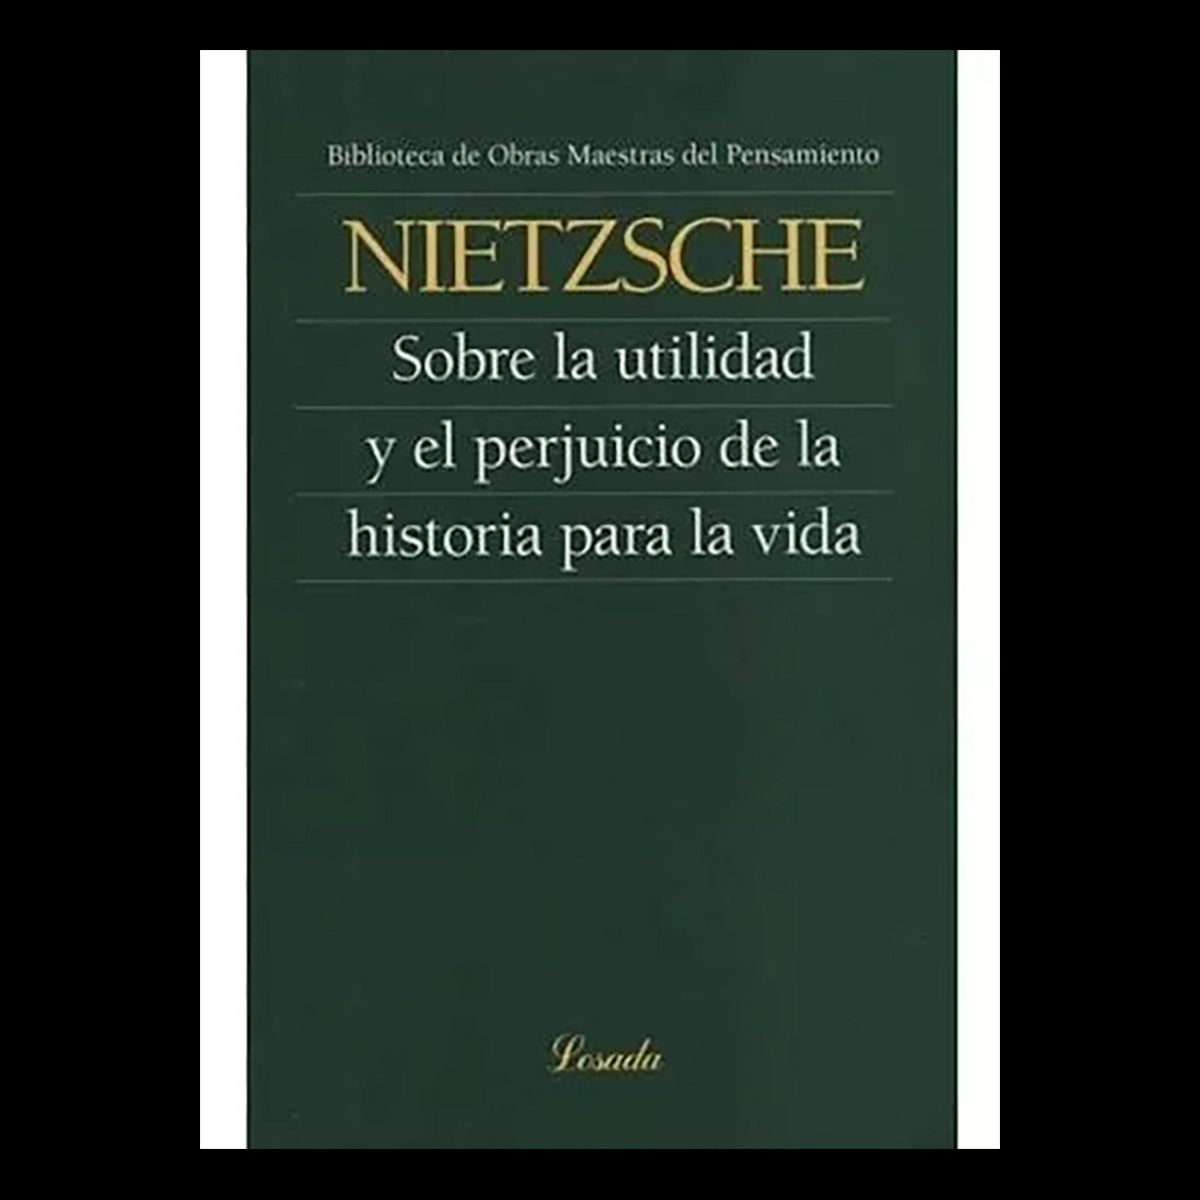 Biblioteca de Obras Maestras del Pensamiento
NIETZSCHE
Sobre la utilidad
y el perjuicio de la
historia para la vida
Losada